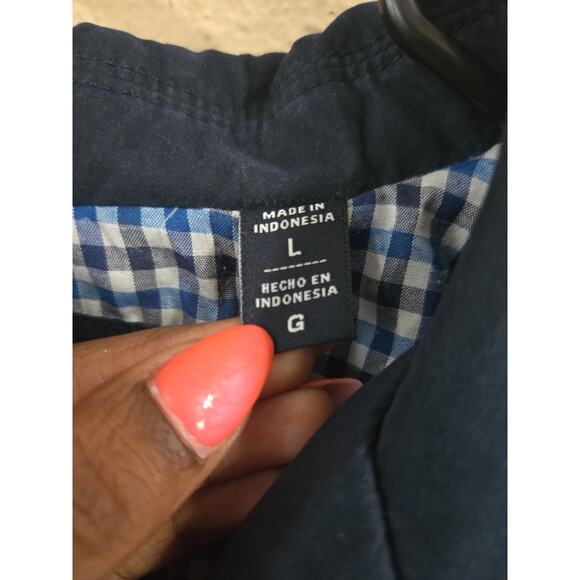 MADE IN
INDONESIA
L
--------
HECHO EN
INDONESIA
G